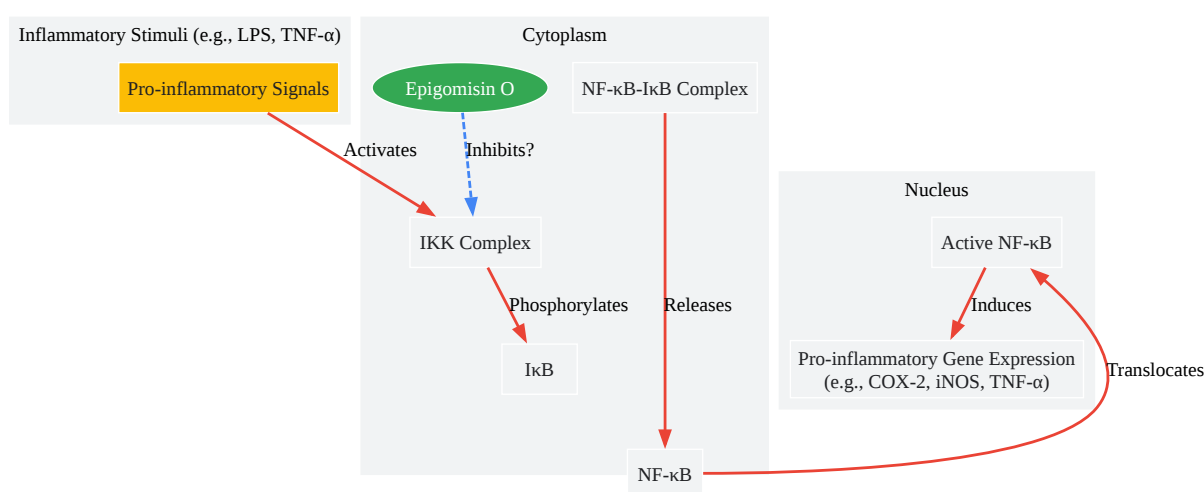 Inflammatory Stimuli (e.g., LPS, TNF-α)
Pro-inflammatory Signals
Cytoplasm
Epigomisin O
NF-κB-IκB Complex
Activates
Inhibits?
IKK Complex
Phosphorylates
Releases
IκB
NF-κB
Nucleus
Active NF-κB
Induces
Pro-inflammatory Gene Expression
(e.g., COX-2, iNOS, TNF-α)
Translocates